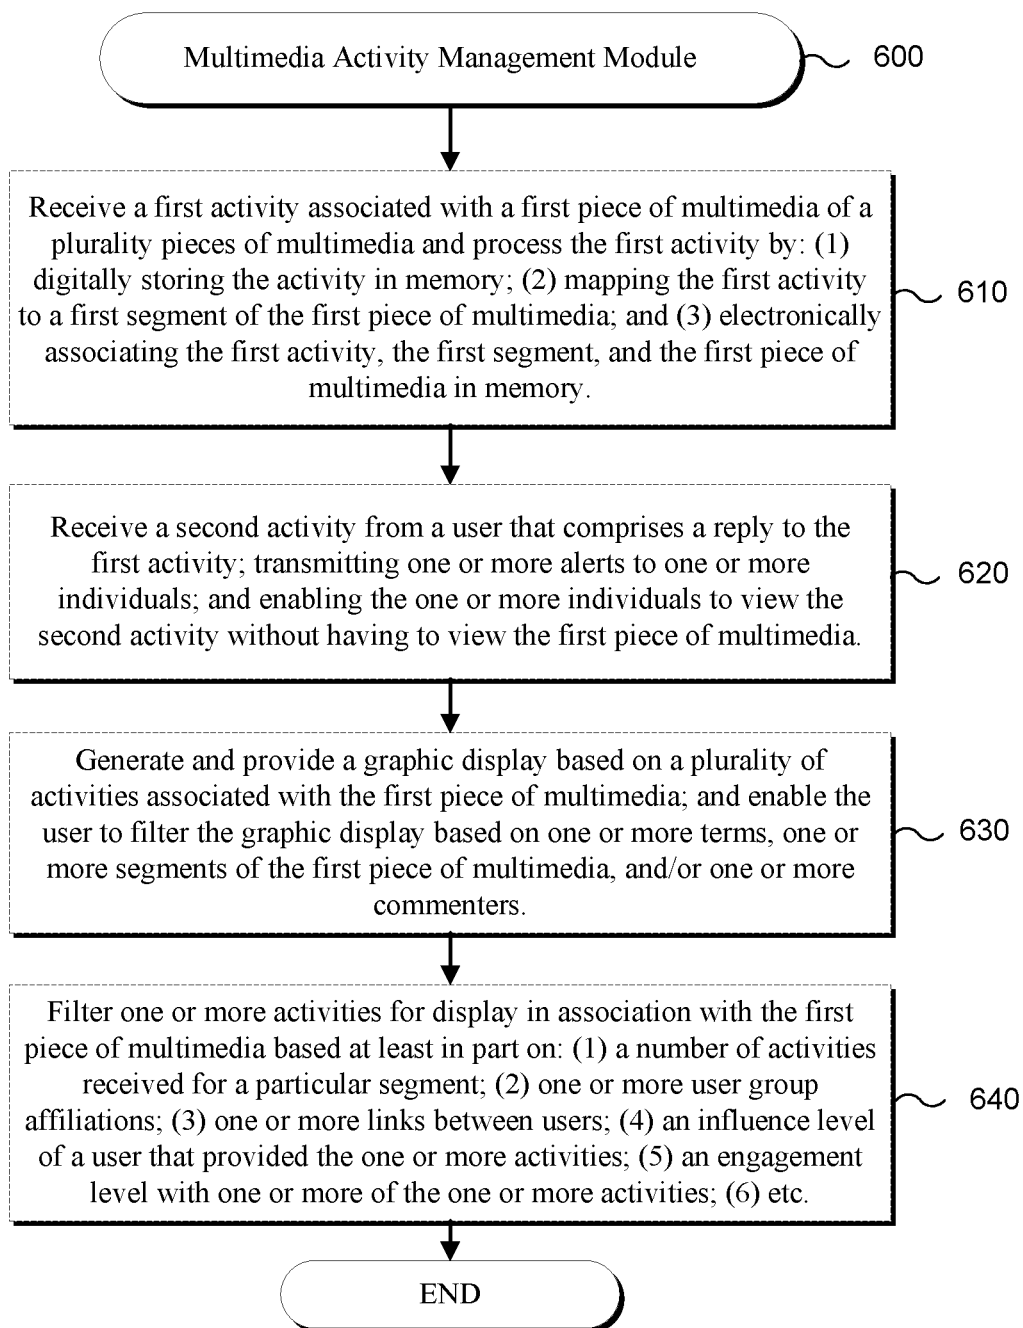 Multimedia Activity Management Module
600
Receive a first activity associated with a first piece of multimedia of a
plurality pieces of multimedia and process the first activity by: (1)
digitally storing the activity in memory; (2) mapping the first activity
to a first segment of the first piece of multimedia; and (3) electronically
associating the first activity, the first segment, and the first piece of
multimedia in memory.
610
Receive a second activity from a user that comprises a reply to the
first activity; transmitting one or more alerts to one or more
individuals; and enabling the one or more individuals to view the
second activity without having to view the first piece of multimedia.
620
Generate and provide a graphic display based on a plurality of
activities associated with the first piece of multimedia; and enable the
user to filter the graphic display based on one or more terms, one or
more segments of the first piece of multimedia, and/or one or more
commenters.
630
Filter one or more activities for display in association with the first
piece of multimedia based at least in part on: (1) a number of activities
received for a particular segment; (2) one or more user group
affiliations; (3) one or more links between users; (4) an influence level
of a user that provided the one or more activities; (5) an engagement
level with one or more of the one or more activities; (6) etc.
640
END